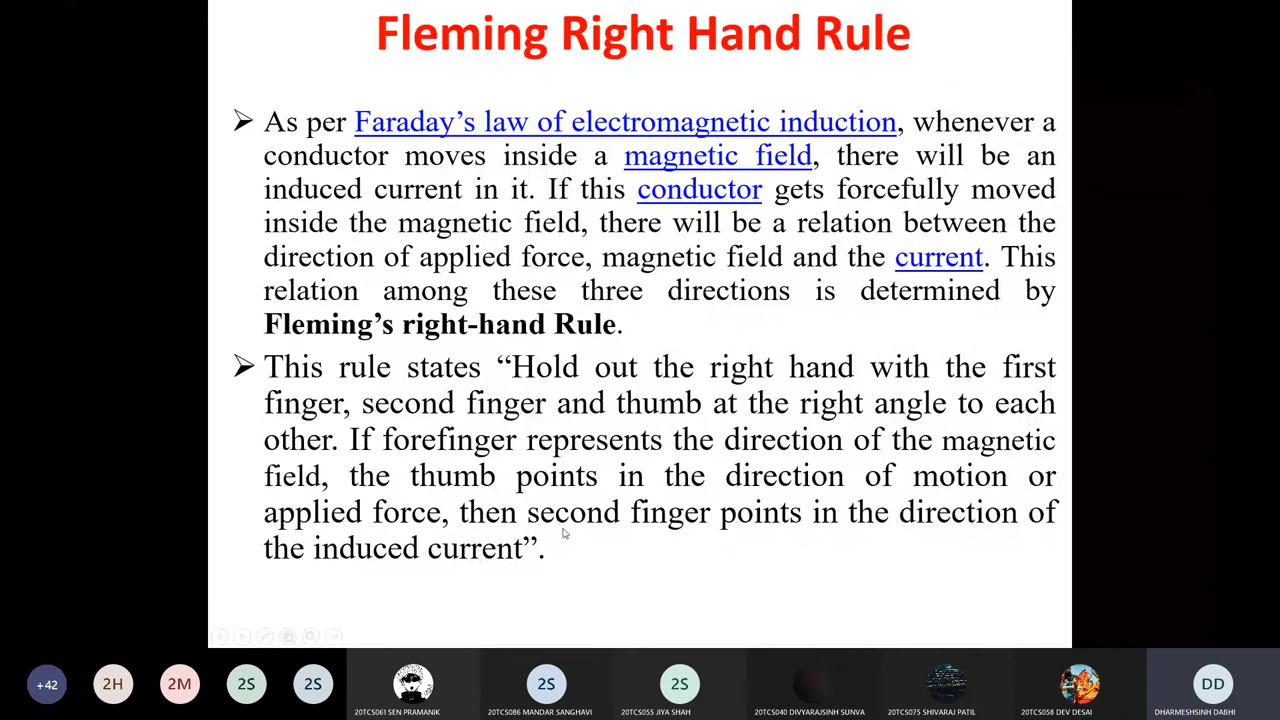 Fleming Right Hand Rule
As per Faraday’s law of electromagnetic induction, whenever a
conductor moves inside a magnetic field, there will be an
induced current in it. If this conductor gets forcefully moved
inside the magnetic field, there will be a relation between the
direction of applied force, magnetic field and the current. This
relation among these three directions is determined by
Fleming’s right-hand Rule.
This rule states “Hold out the right hand with the first
finger, second finger and thumb at the right angle to each
other. If forefinger represents the direction of the magnetic
field, the thumb points in the direction of motion or
applied force, then second finger points in the direction of
the induced current”.
+42 2H 2M 2S 2S 2S 2S DD
20TCS061 SEN PRAMANIK 20TCS086 MANDAR SANGHAVI 20TCS055 JIYA SHAH 20TCS040 DIVYARAJSINH SUNVA 20TCS075 SHIVARAJ PATIL 20TCS058 DEV DESAI DHARMESHSINH DABHI